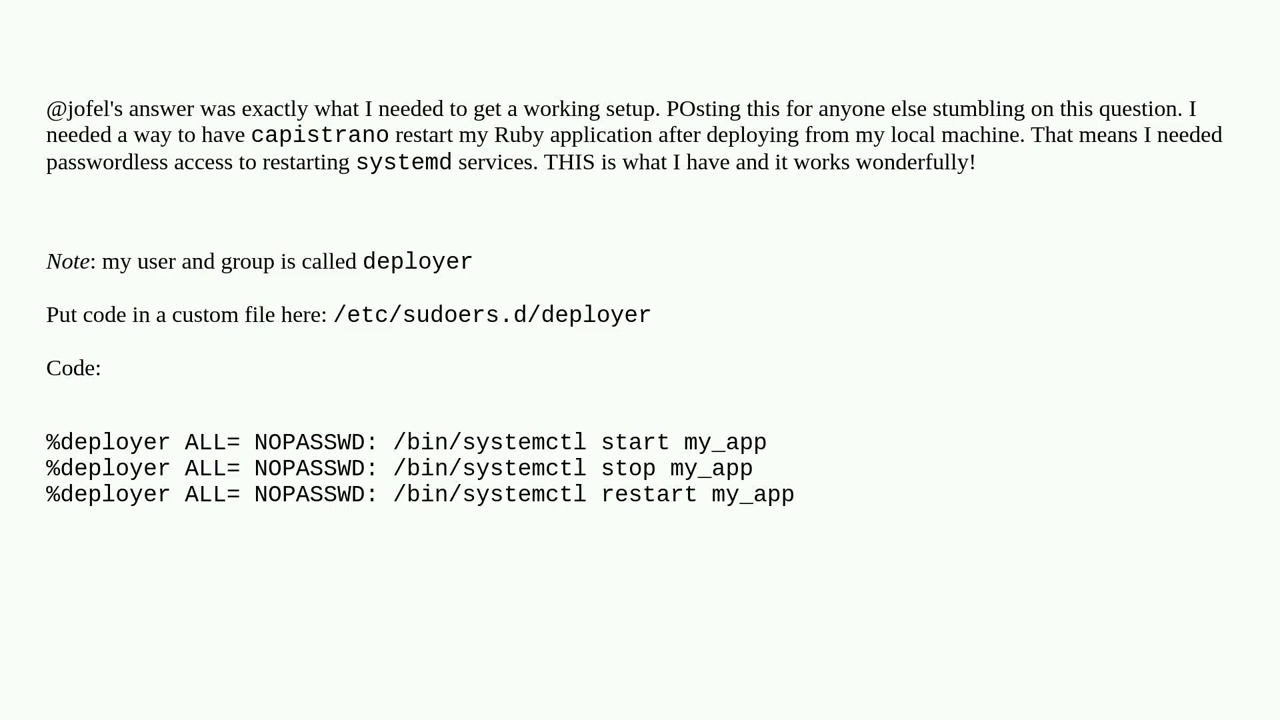 @jofel's answer was exactly what I needed to get a working setup. POsting this for anyone else stumbling on this question. I
needed a way to have capistrano restart my Ruby application after deploying from my local machine. That means I needed
passwordless access to restarting systemd services. THIS is what I have and it works wonderfully!
Note: my user and group is called deployer
Put code in a custom file here: /etc/sudoers.d/deployer
Code:
%deployer ALL= NOPASSWD: /bin/systemctl start my_app
%deployer ALL= NOPASSWD: /bin/systemctl stop my_app
%deployer ALL= NOPASSWD: /bin/systemctl restart my_app